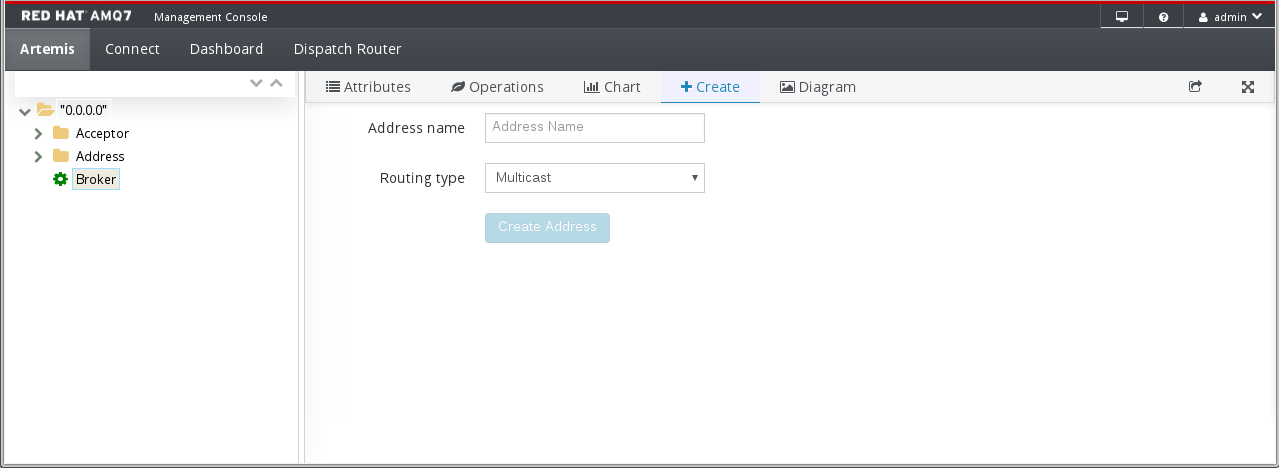 RED HAT AMQ7 Management Console admin
Artemis Connect Dashboard Dispatch Router
Attributes Operations Chart Create Diagram
"0.0.0.0"
Acceptor
Address
Broker
Address name Address Name
Routing type Multicast
Create Address